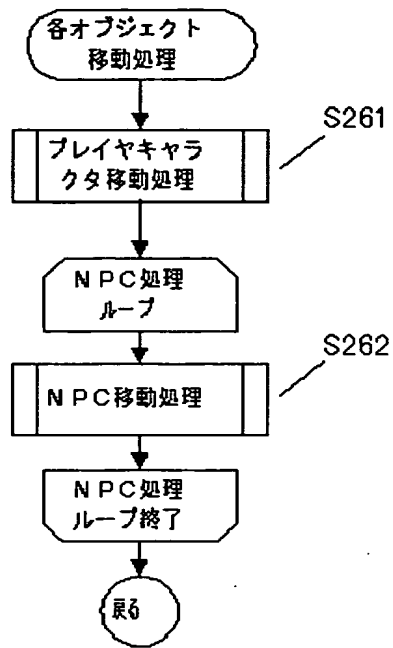 各オブジェクト
移動処理
S261
プレイヤキャラ
クタ移動処理
NPC処理
ループ
S262
NPC移動処理
NPC処理
ループ終了
戻る